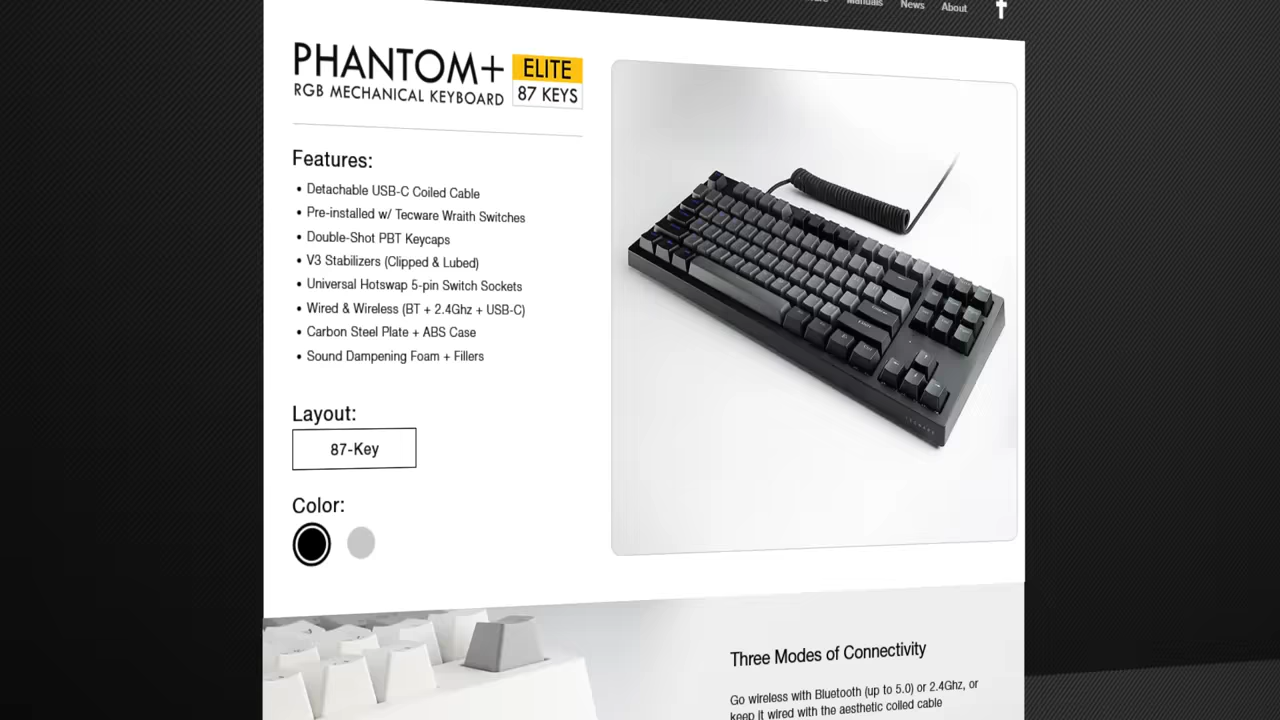 Manuals News About
PHANTOM+ ELITE
RGB MECHANICAL KEYBOARD 87 KEYS
Features:
• Detachable USB-C Coiled Cable
• Pre-installed w/ Tecware Wraith Switches
• Double-Shot PBT Keycaps
• V3 Stabilizers (Clipped & Lubed)
• Universal Hotswap 5-pin Switch Sockets
• Wired & Wireless (BT + 2.4Ghz + USB-C)
• Carbon Steel Plate + ABS Case
• Sound Dampening Foam + Fillers
Layout:
87-Key
Color:
Three Modes of Connectivity
Go wireless with Bluetooth (up to 5.0) or 2.4Ghz, or
keep it wired with the aesthetic coiled cable